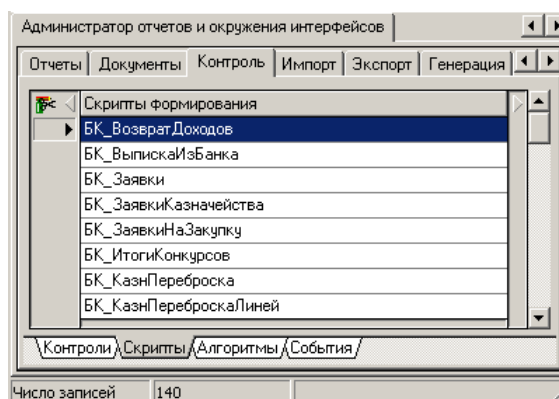 Администратор отчетов и окружения интерфейсов
Отчеты Документы Контроль Импорт Экспорт Генерация
Скрипты формирования
БК_ВозвратДоходов
БК_ВыпискаИзБанка
БК_Заявки
БК_ЗаявкиКазначейства
БК_ЗаявкиНаЗакупку
БК_ИтогиКонкурсов
БК_КазнПереброска
БК_КазнПереброскаЛиней
Контроли Скрипты Алгоритмы События
Число записей 140